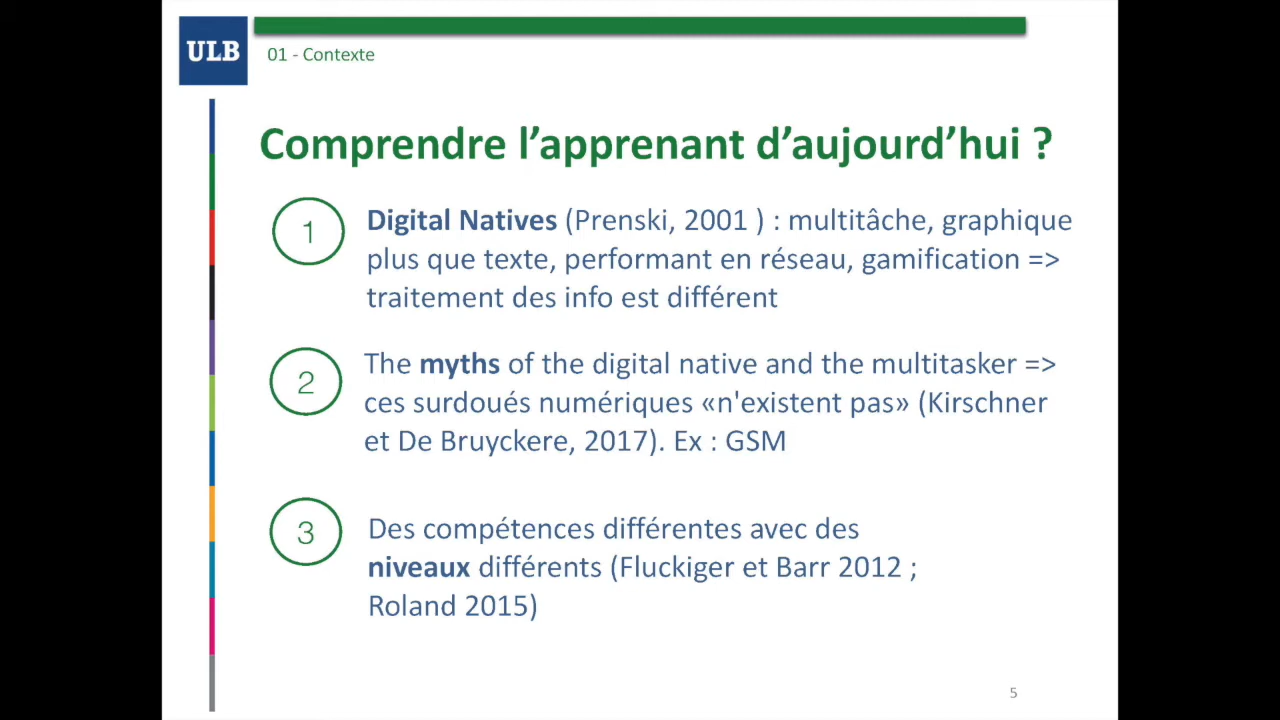 ULB
01 - Contexte
Comprendre l’apprenant d’aujourd’hui ?
1
Digital Natives (Prenski, 2001 ) : multitâche, graphique
plus que texte, performant en réseau, gamification =>
traitement des info est différent
2
The myths of the digital native and the multitasker =>
ces surdoués numériques «n'existent pas» (Kirschner
et De Bruyckere, 2017). Ex : GSM
3
Des compétences différentes avec des
niveaux différents (Fluckiger et Barr 2012 ;
Roland 2015)
5